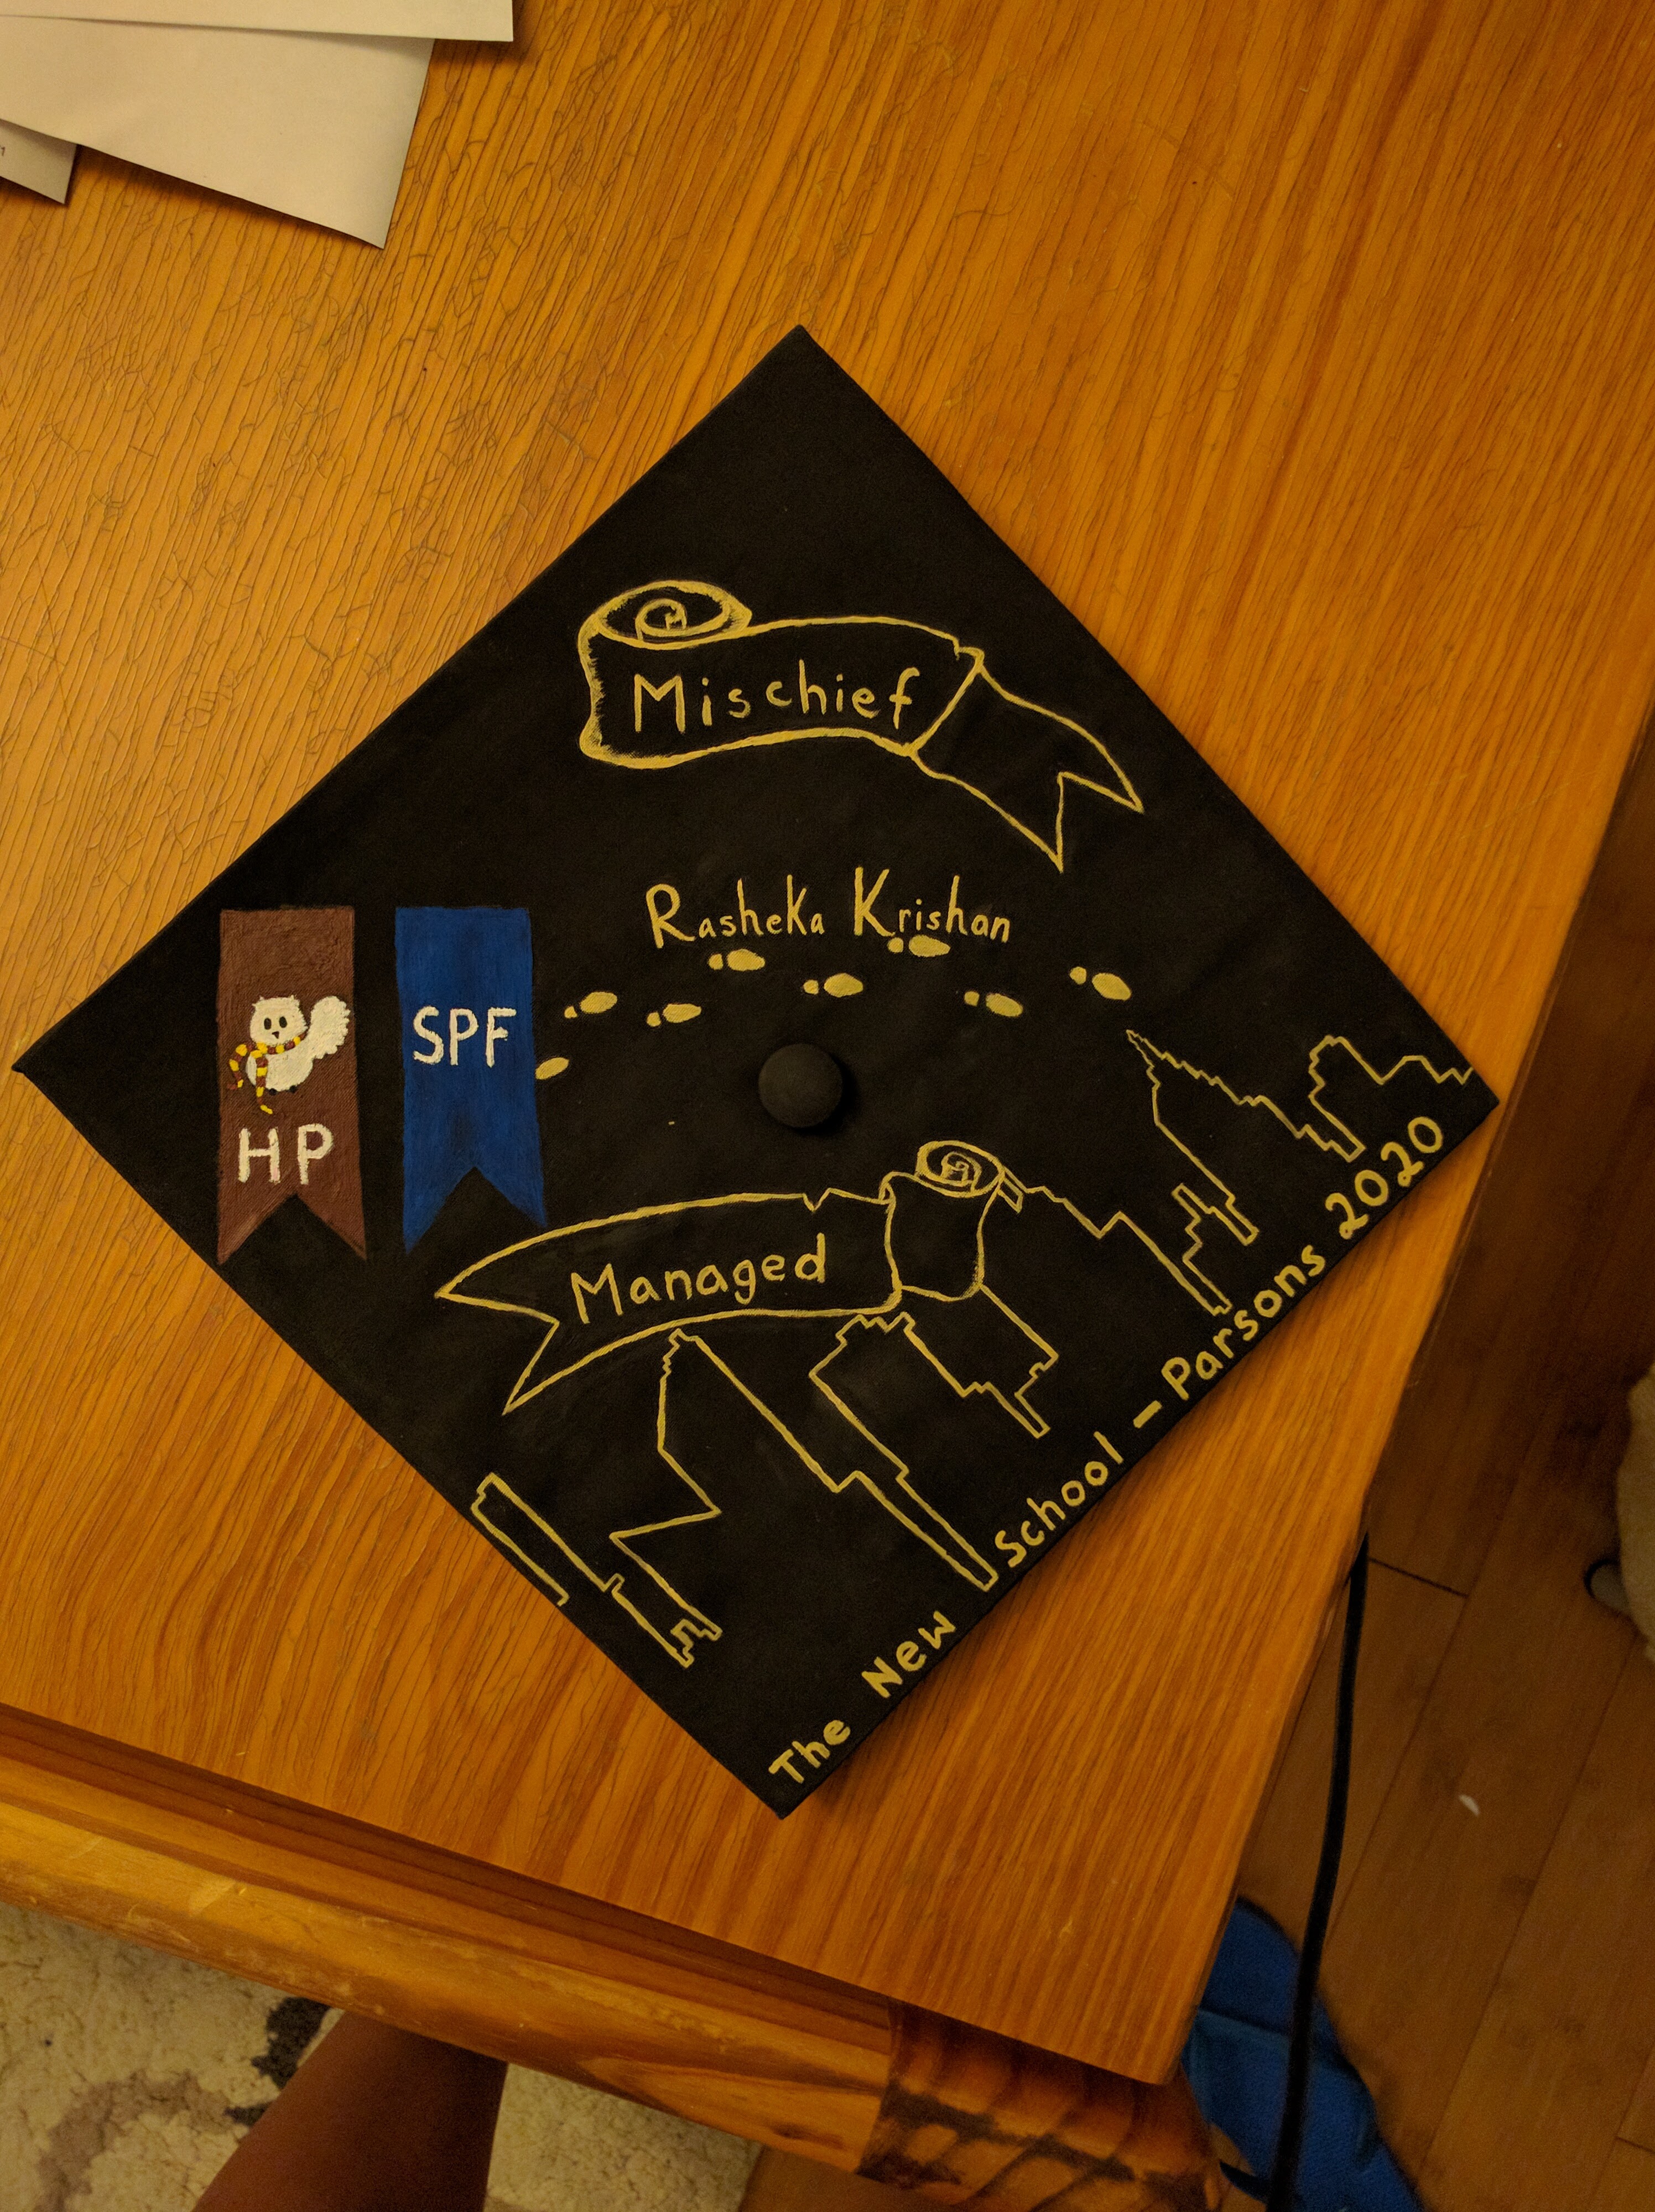 Mischief
Rasheka Krishan
SPF
HP
Managed
The New School - Parsons 2020